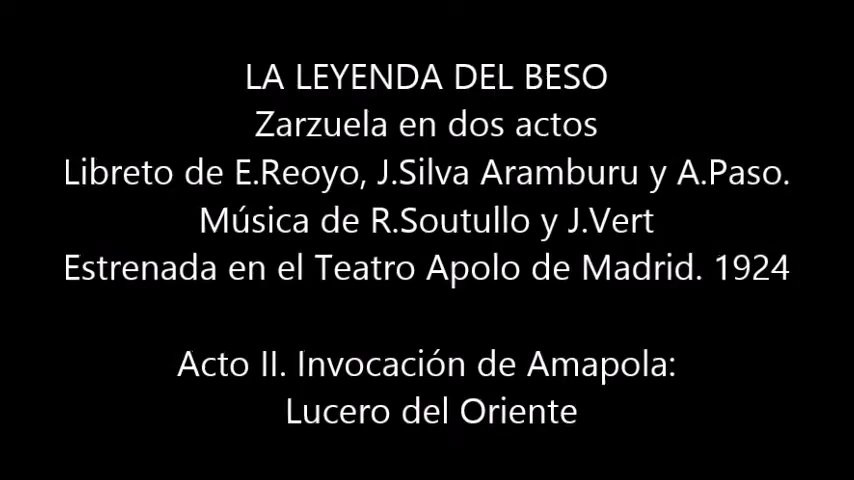 LA LEYENDA DEL BESO
Zarzuela en dos actos
Libreto de E.Reoyo, J.Silva Aramburu y A.Paso.
Música de R.Soutullo y J.Vert
Estrenada en el Teatro Apolo de Madrid. 1924
Acto II. Invocación de Amapola:
Lucero del Oriente